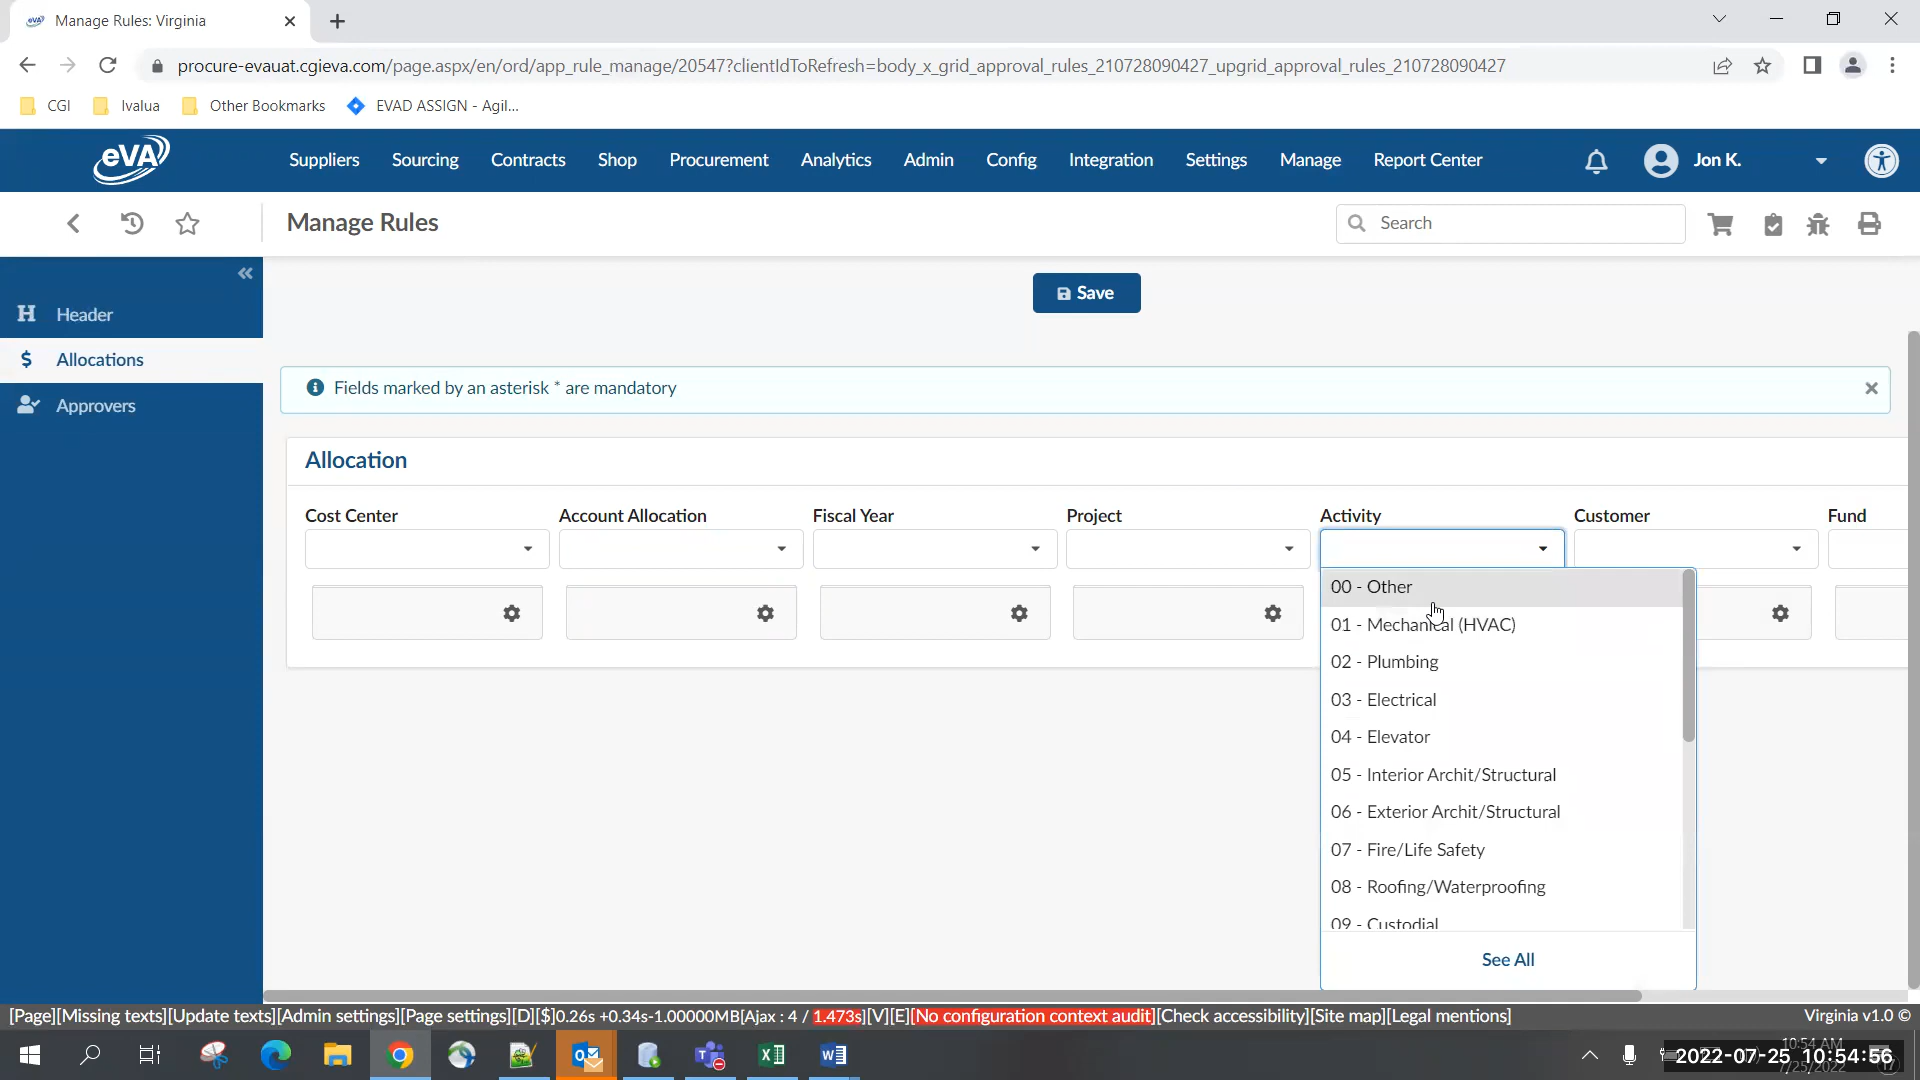 Manage Rules: Virginia
procure-evauat.cgieva.com/page.aspx/en/ord/app_rule_manage/20547?clientIdToRefresh=body_x_grid_approval_rules_210728090427_upgrid_approval_rules_210728090427
CGI Ivalua Other Bookmarks EVAD ASSIGN - Agil...
eVA Suppliers Sourcing Contracts Shop Procurement Analytics Admin Config Integration Settings Manage Report Center Jon K.
Manage Rules Search
Save
H Header
$ Allocations
Approvers
Fields marked by an asterisk * are mandatory
Allocation
Cost Center Account Allocation Fiscal Year Project Activity Customer Fund
00 - Other
01 - Mechanical (HVAC)
02 - Plumbing
03 - Electrical
04 - Elevator
05 - Interior Archit/Structural
06 - Exterior Archit/Structural
07 - Fire/Life Safety
08 - Roofing/Waterproofing
09 - Custodial
See All
[Page][Missing texts][Update texts][Admin settings][Page settings][D][$]0.26s +0.34s-1.00000MB[Ajax : 4 / 1.473s][V][E][No configuration context audit][Check accessibility][Site map][Legal mentions] Virginia v1.0 ©
10:54 AM
2022-07-25 10:54:56
7/25/2022